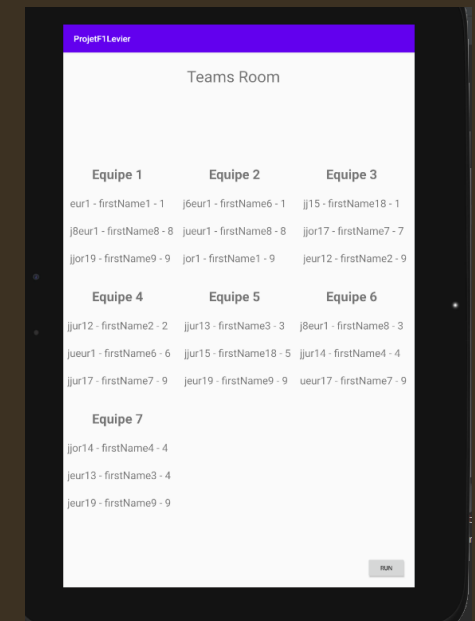 ProjetF1Levier
Teams Room
Equipe 1 Equipe 2 Equipe 3
eur1 - firstName1 - 1 j6eur1 - firstName6 - 1 jj15 - firstName18 - 1
j8eur1 - firstName8 - 8 jueur1 - firstName8 - 8 jjor17 - firstName7 - 7
jjor19 - firstName9 - 9 jor1 - firstName1 - 9 jeur12 - firstName2 - 9
Equipe 4 Equipe 5 Equipe 6
jjur12 - firstName2 - 2 jjur13 - firstName3 - 3 j8eur1 - firstName8 - 3
jueur1 - firstName6 - 6 jjur15 - firstName18 - 5 jjur14 - firstName4 - 4
jjur17 - firstName7 - 9 jeur19 - firstName9 - 9 ueur17 - firstName7 - 9
Equipe 7
jjor14 - firstName4 - 4
jeur13 - firstName3 - 4
jeur19 - firstName9 - 9
RUN